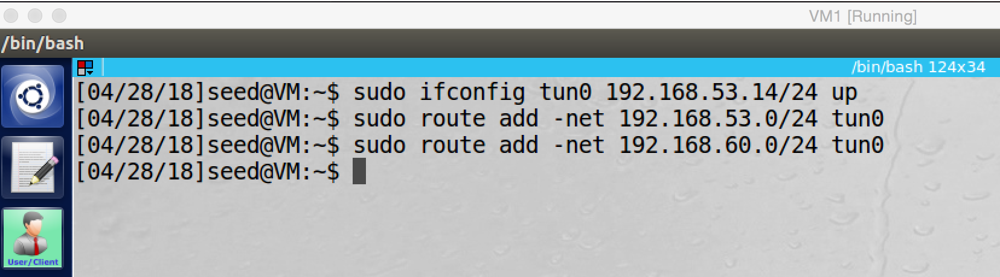 VM1 [Running]
/bin/bash
/bin/bash 124x34
[04/28/18]seed@VM:~$ sudo ifconfig tun0 192.168.53.14/24 up
[04/28/18]seed@VM:~$ sudo route add -net 192.168.53.0/24 tun0
[04/28/18]seed@VM:~$ sudo route add -net 192.168.60.0/24 tun0
[04/28/18]seed@VM:~$
User/Client